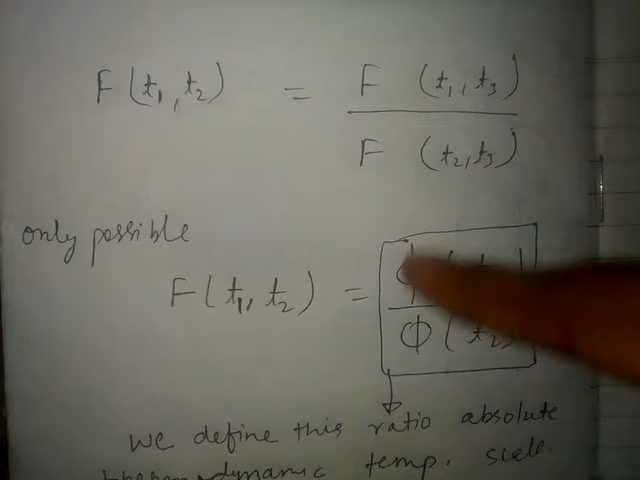 F(t1,t2) = F (t1,t3)
F (t2,t3)
only possible
F(t1,t2) = ϕ (t
ϕ (t2)
We define this ratio absolute
temp. scale.